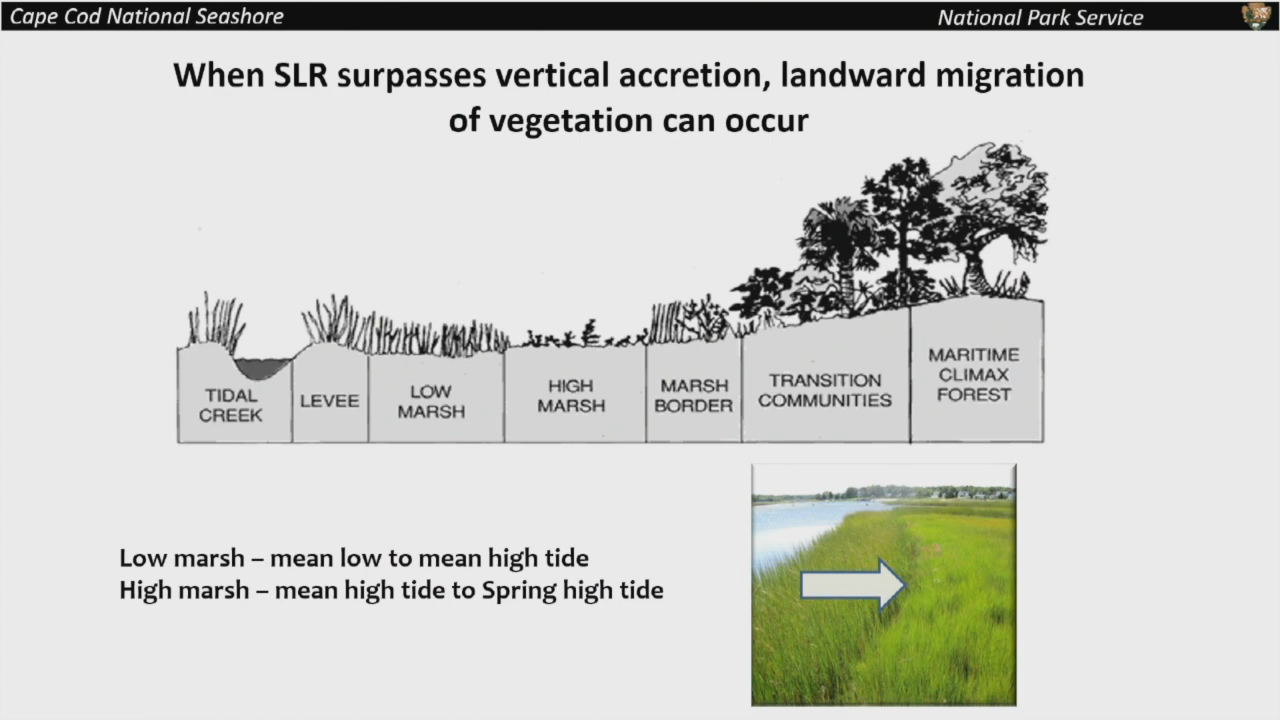 Cape Cod National Seashore
National Park Service
When SLR surpasses vertical accretion, landward migration
of vegetation can occur
TIDAL
CREEK
LEVEE
LOW
MARSH
HIGH
MARSH
MARSH
BORDER
TRANSITION
COMMUNITIES
MARITIME
CLIMAX
FOREST
Low marsh – mean low to mean high tide
High marsh – mean high tide to Spring high tide